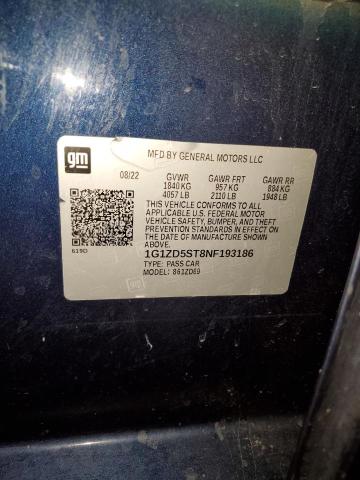 gm
MFD BY GENERAL MOTORS LLC
08/22 GVWR GAWR FRT GAWR RR
1840 KG 957 KG 884 KG
4057 LB 2110 LB 1948 LB
THIS VEHICLE CONFORMS TO ALL
APPLICABLE U.S. FEDERAL MOTOR
VEHICLE SAFETY, BUMPER, AND THEFT
PREVENTION STANDARDS IN EFFECT ON
THE DATE OF MANUFACTURE SHOWN ABOVE.
619D
1G1ZD5ST8NF193186
TYPE: PASS CAR
MODEL: 861ZD69